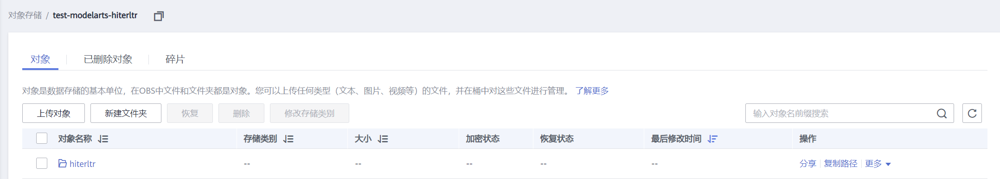 对象存储 / test-modelarts-hiterltr
对象 已删除对象 碎片
对象是数据存储的基本单位，在OBS中文件和文件夹都是对象。您可以上传任何类型（文本、图片、视频等）的文件，并在桶中对这些文件进行管理。 了解更多
上传对象 新建文件夹 恢复 删除 修改存储类别 输入对象名前缀搜索
对象名称 存储类别 大小 加密状态 恢复状态 最后修改时间 操作
hiterltr -- -- -- -- -- 分享 复制路径 更多